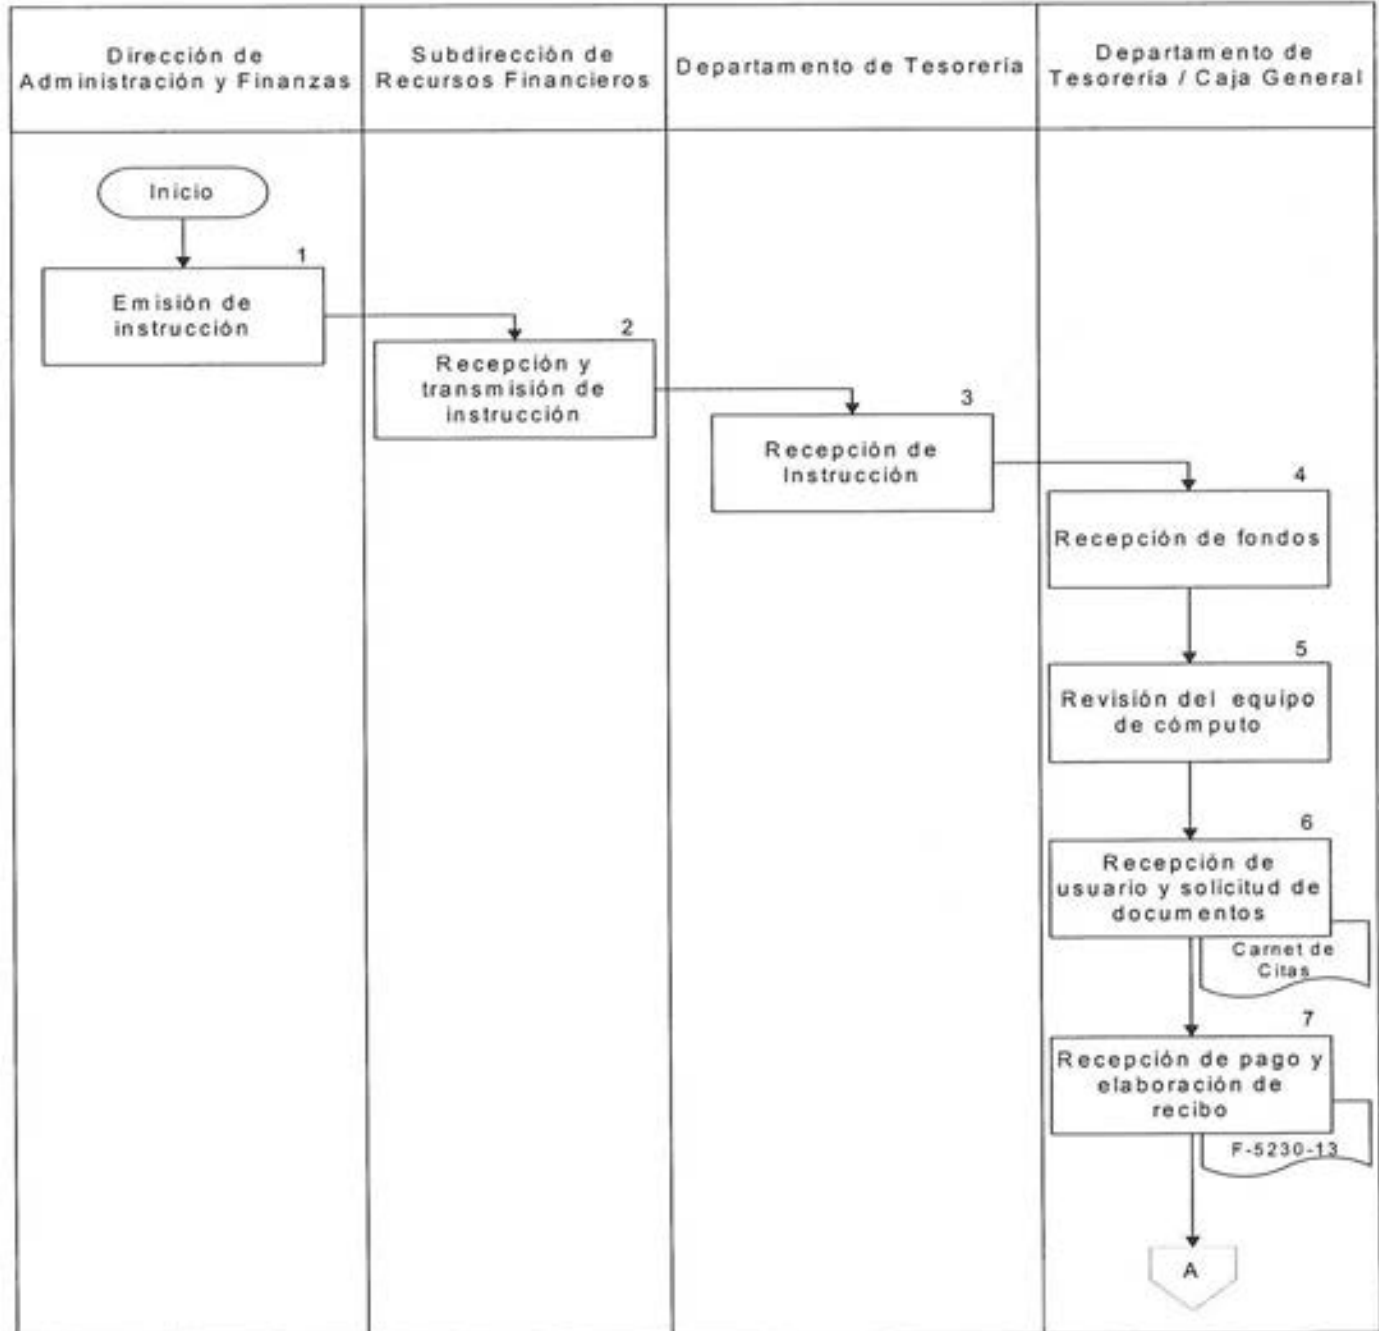 Dirección de
Administración y Finanzas
Subdirección de
Recursos Financieros
Departamento de Tesorería
Departamento de
Tesorería / Caja General
Inicio
1
Emisión de
instrucción
2
Recepción y
transmisión de
instrucción
3
Recepción de
Instrucción
4
Recepción de fondos
5
Revisión del equipo
de cómputo
6
Recepción de
usuario y solicitud de
documentos
Carnet de
Citas
7
Recepción de pago y
elaboración de
recibo
F-5230-13
A